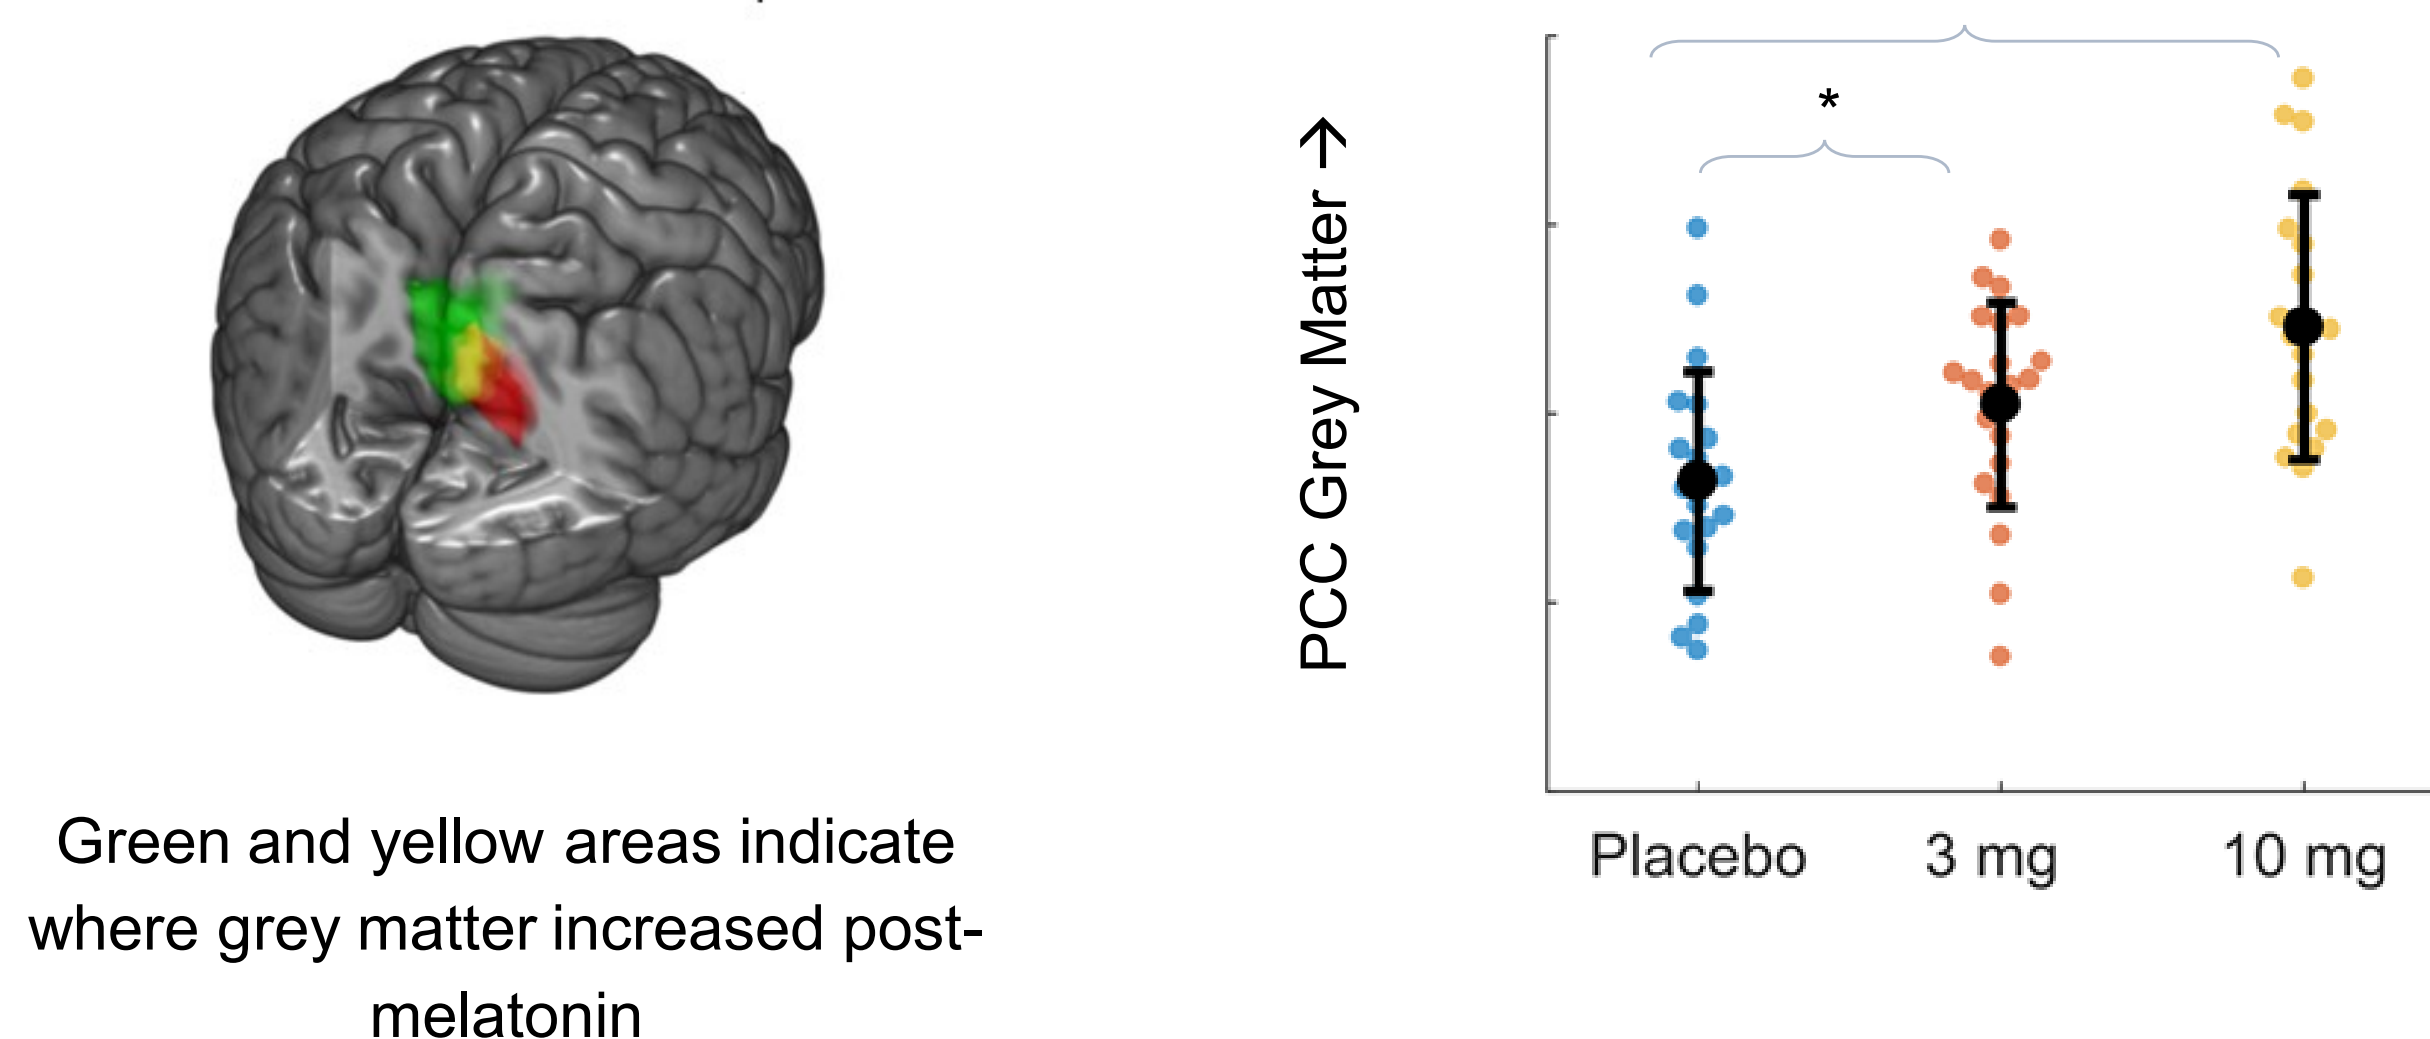 Green and yellow areas indicate
where grey matter increased post-
melatonin
PCC Grey Matter →
*
Placebo 3 mg 10 mg